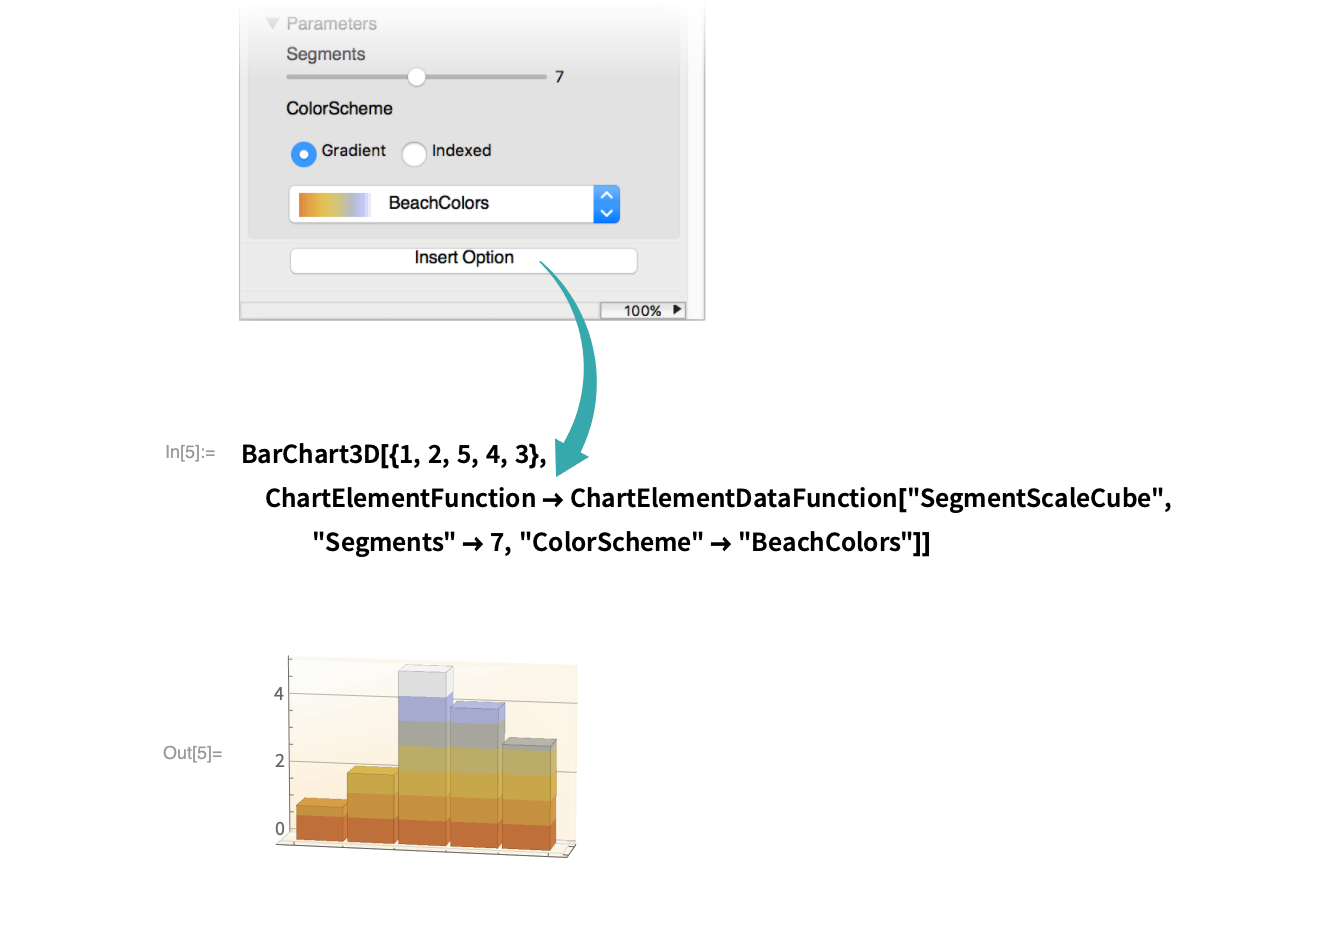 Parameters
Segments
7
ColorScheme
Gradient Indexed
BeachColors
Insert Option
100%
In[5]:= BarChart3D[{1, 2, 5, 4, 3},
ChartElementFunction → ChartElementDataFunction["SegmentScaleCube",
"Segments" → 7, "ColorScheme" → "BeachColors"]]
4
2
Out[5]=
0